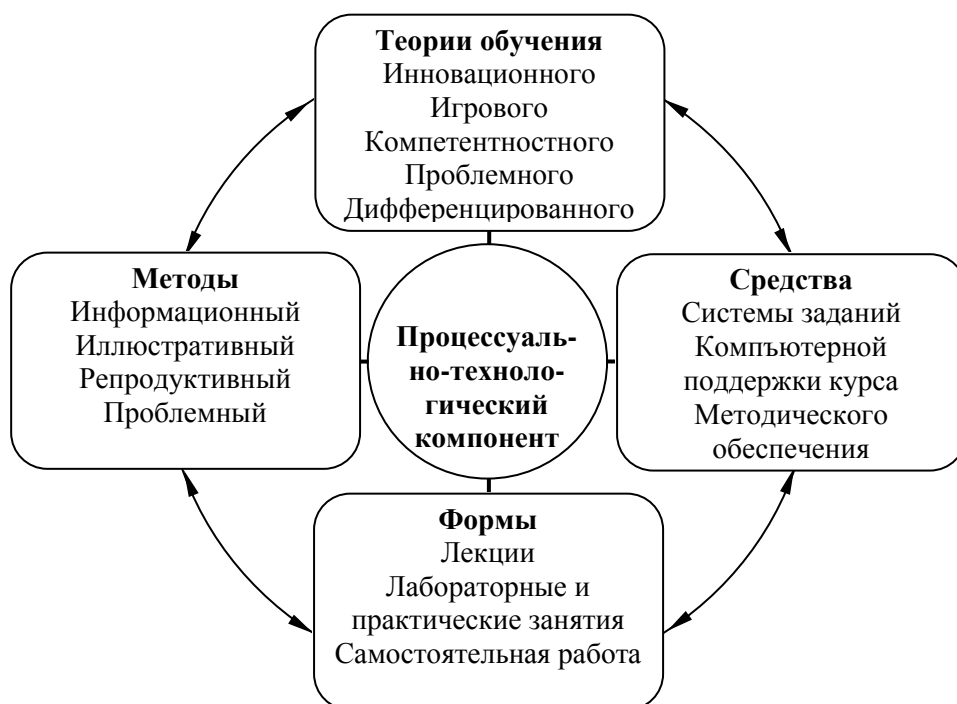 Теории обучения
Инновационного
Игрового
Компетентностного
Проблемного
Дифференцированного
Методы
Информационный
Иллюстративный
Репродуктивный
Проблемный
Процессуаль-
но-техноло-
гический
компонент
Средства
Системы заданий
Компъютерной
поддержки курса
Методического
обеспечения
Формы
Лекции
Лабораторные и
практические занятия
Самостоятельная работа